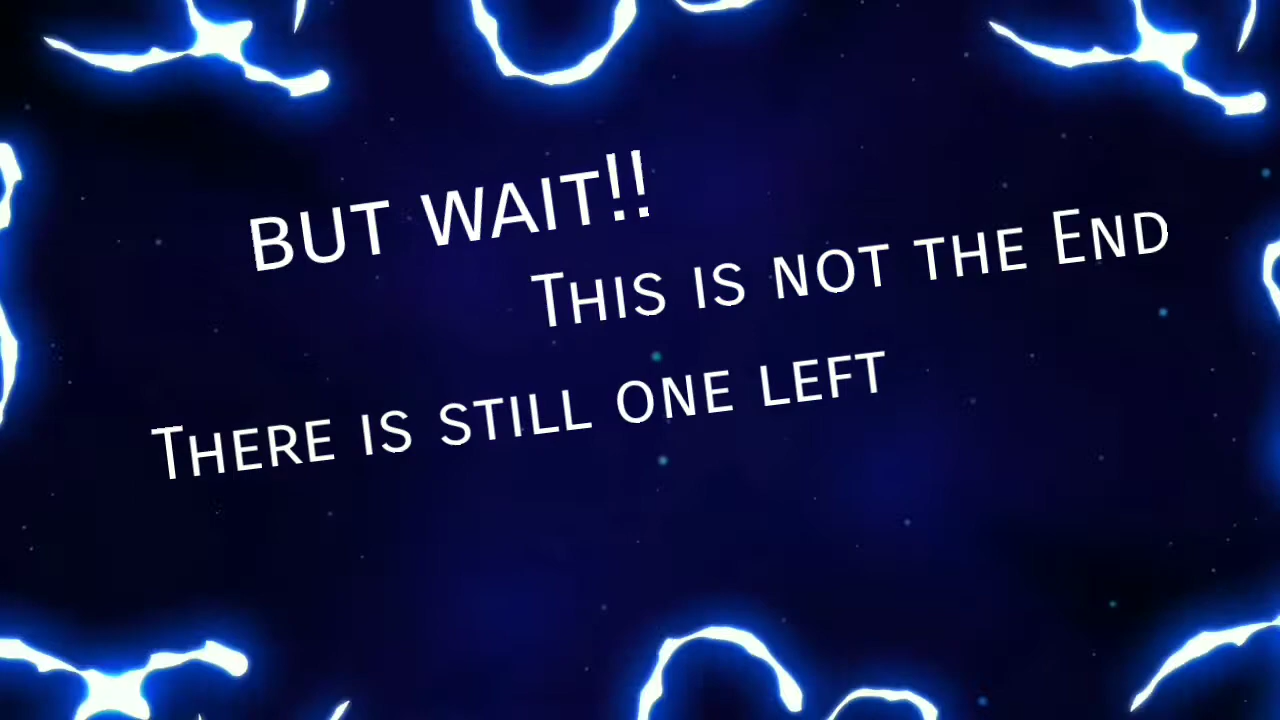 BUT WAIT!!
THIS IS NOT THE END
THERE IS STILL ONE LEFT